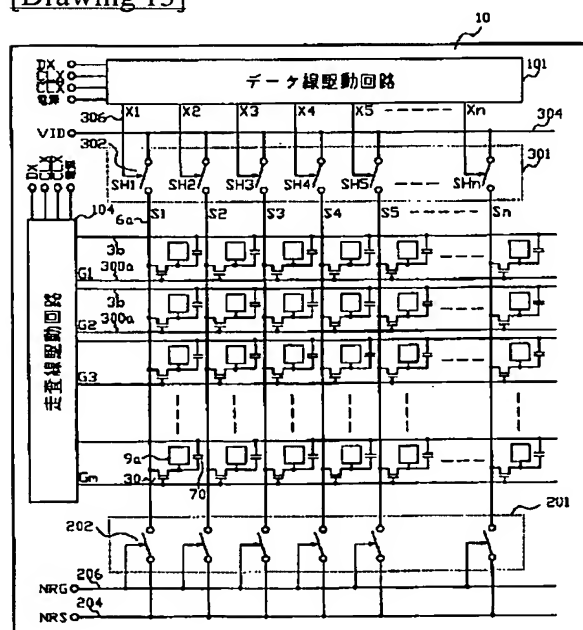 [Drawing 15]
10
DX
CLX
CLX
電源
データ線駆動回路
101
306
X1 X2 X3 X4 X5 Xn
VID
304
302
301
SH1 SH2 SH3 SH4 SH5 SHn
DX CLX CLX 電源
104
6a
S1 S2 S3 S4 S5 Sn
走査線駆動回路
3b
300a
G1
3b
300a
G2
G3
9a
30
70
Gm
202
201
206
NRG
204
NRS